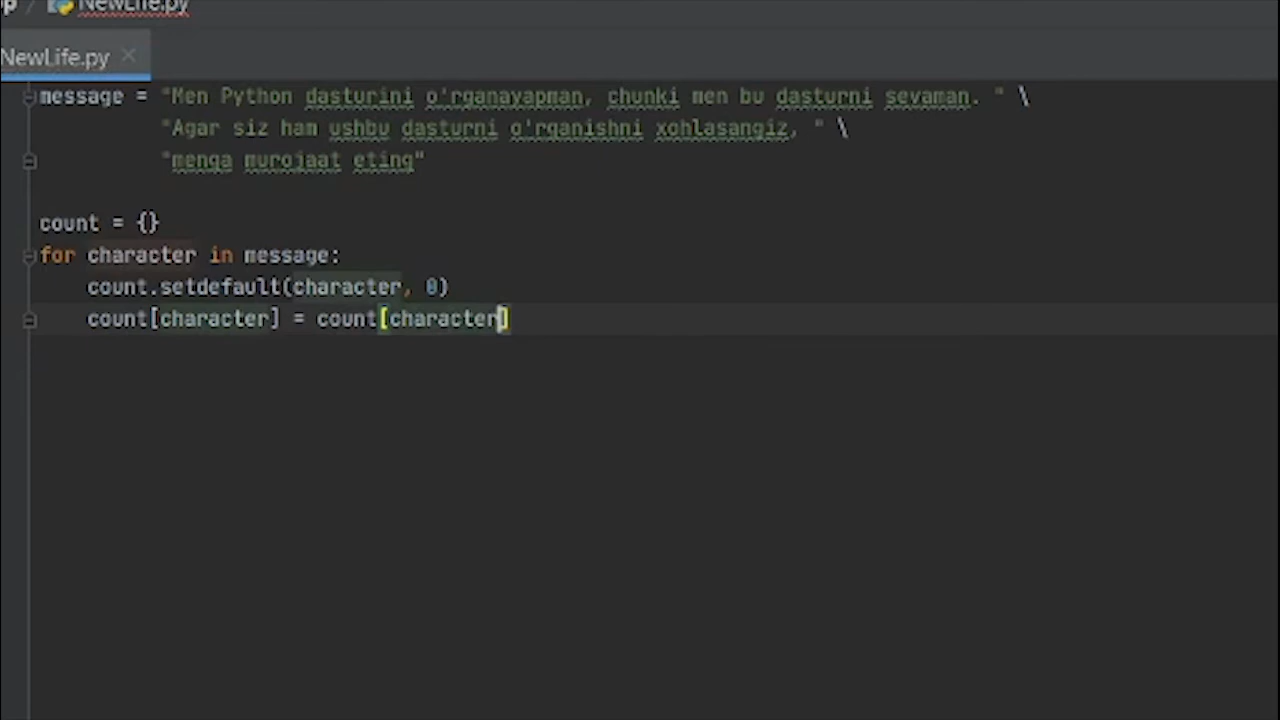 p / NewLife.py
NewLife.py ×
message = "Men Python dasturini o'rganayapman, chunki men bu dasturni sevaman. " \
"Agar siz ham ushbu dasturni o'rganishni xohlasangiz, " \
"menga murojaat eting"
count = {}
for character in message:
count.setdefault(character, 0)
count[character] = count[character]